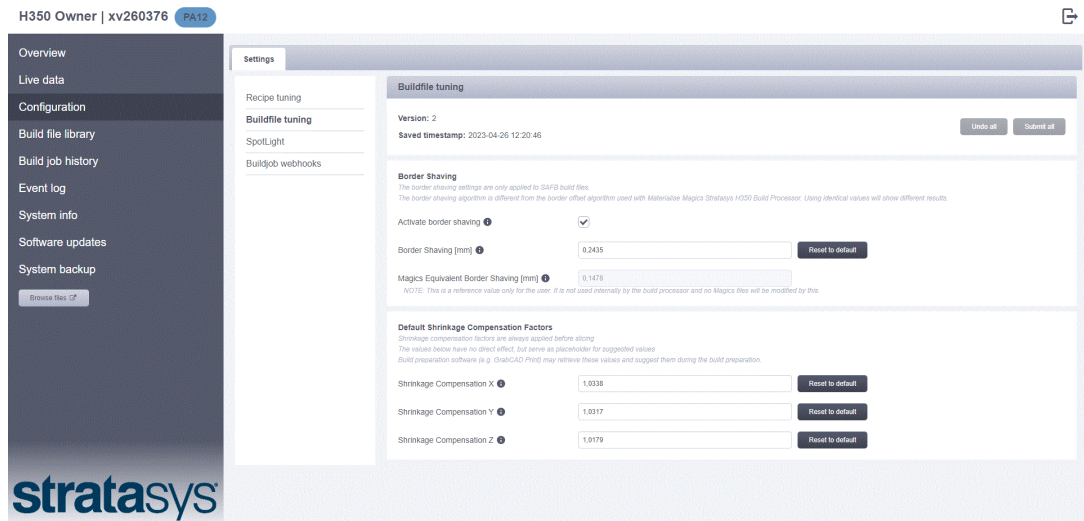 H350 Owner | xv260376 PA12
Overview
Live data
Configuration
Build file library
Build job history
Event log
System info
Software updates
System backup
Browse files
stratasys
Settings
Recipe tuning
Buildfile tuning
SpotLight
Buildjob webhooks
Buildfile tuning
Version: 2
Saved timestamp: 2023-04-26 12:20:46
Undo all Submit all
Border Shaving
The border shaving settings are only applied to SAFB build files.
The border shaving algorithm is different from the border offset algorithm used with Materialise Magics Stratasys H350 Build Processor. Using identical values will show different results.
Activate border shaving
Border Shaving [mm] 0,2435 Reset to default
Magics Equivalent Border Shaving [mm] 0,1478
NOTE: This is a reference value only for the user. It is not used internally by the build processor and no Magics files will be modified by this.
Default Shrinkage Compensation Factors
Shrinkage compensation factors are always applied before slicing
The values below have no direct effect, but serve as placeholder for suggested values
Build preparation software (e.g. GrabCAD Print) may retrieve these values and suggest them during the build preparation.
Shrinkage Compensation X 1,0338 Reset to default
Shrinkage Compensation Y 1,0317 Reset to default
Shrinkage Compensation Z 1,0179 Reset to default